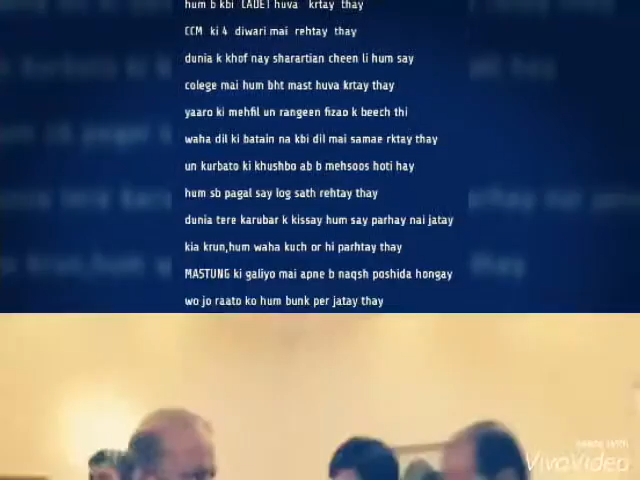 hum b kbi CADET huva krtay thay
CCM ki 4 diwari mai rehtay thay
dunia k khof nay sharartian cheen li hum say
colege mai hum bht mast huva krtay thay
yaaro ki mehfil un rangeen fizao k beech thi
waha dil ki batain na kbi dil mai samae rktay thay
un kurbato ki khushbo ab b mehsoos hoti hay
hum sb pagal say log sath rehtay thay
dunia tere karubar k kissay hum say parhay nai jatay
kia krun,hum waha kuch or hi parhtay thay
MASTUNG ki galiyo mai apne b naqsh poshida hongay
wo jo raato ko hum bunk per jatay thay
Made with
VivaVideo